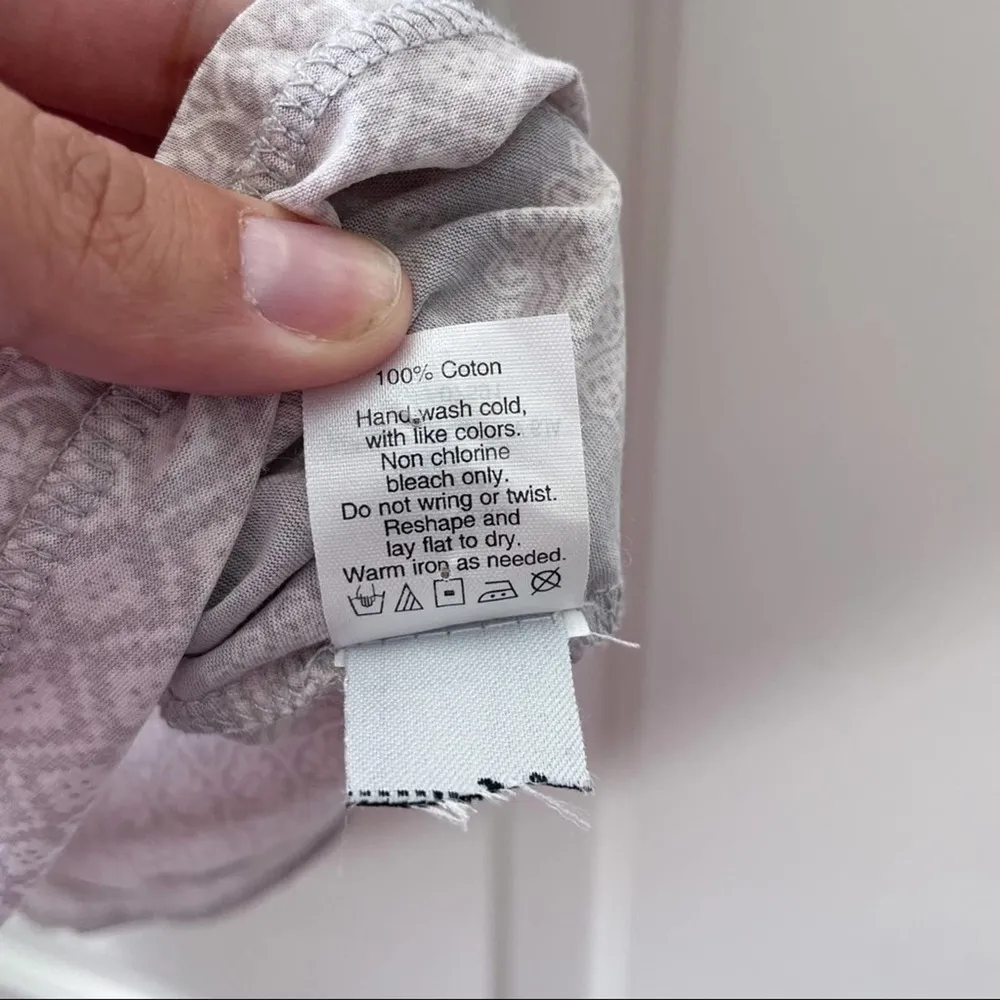 100% Coton
Hand wash cold,
with like colors.
Non chlorine
bleach only.
Do not wring or twist.
Reshape and
lay flat to dry.
Warm iron as needed.